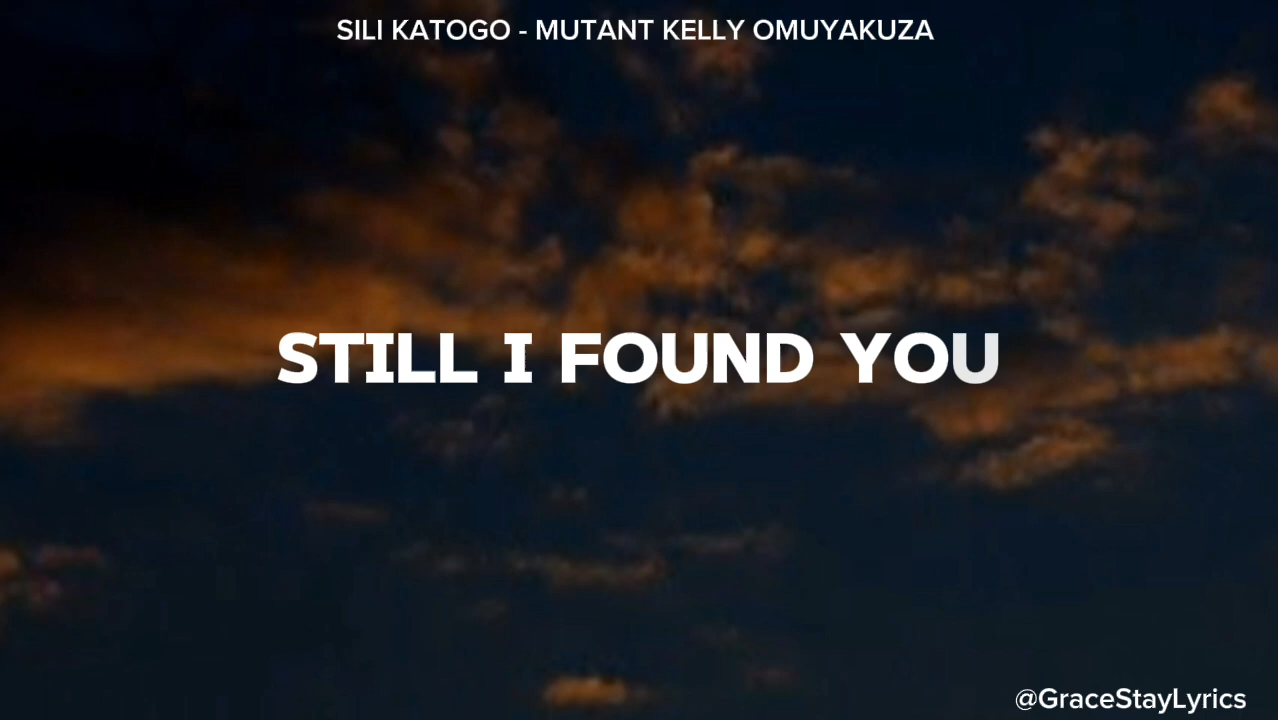 SILI KATOGO - MUTANT KELLY OMUYAKUZA
STILL I FOUND YOU
@GraceStayLyrics